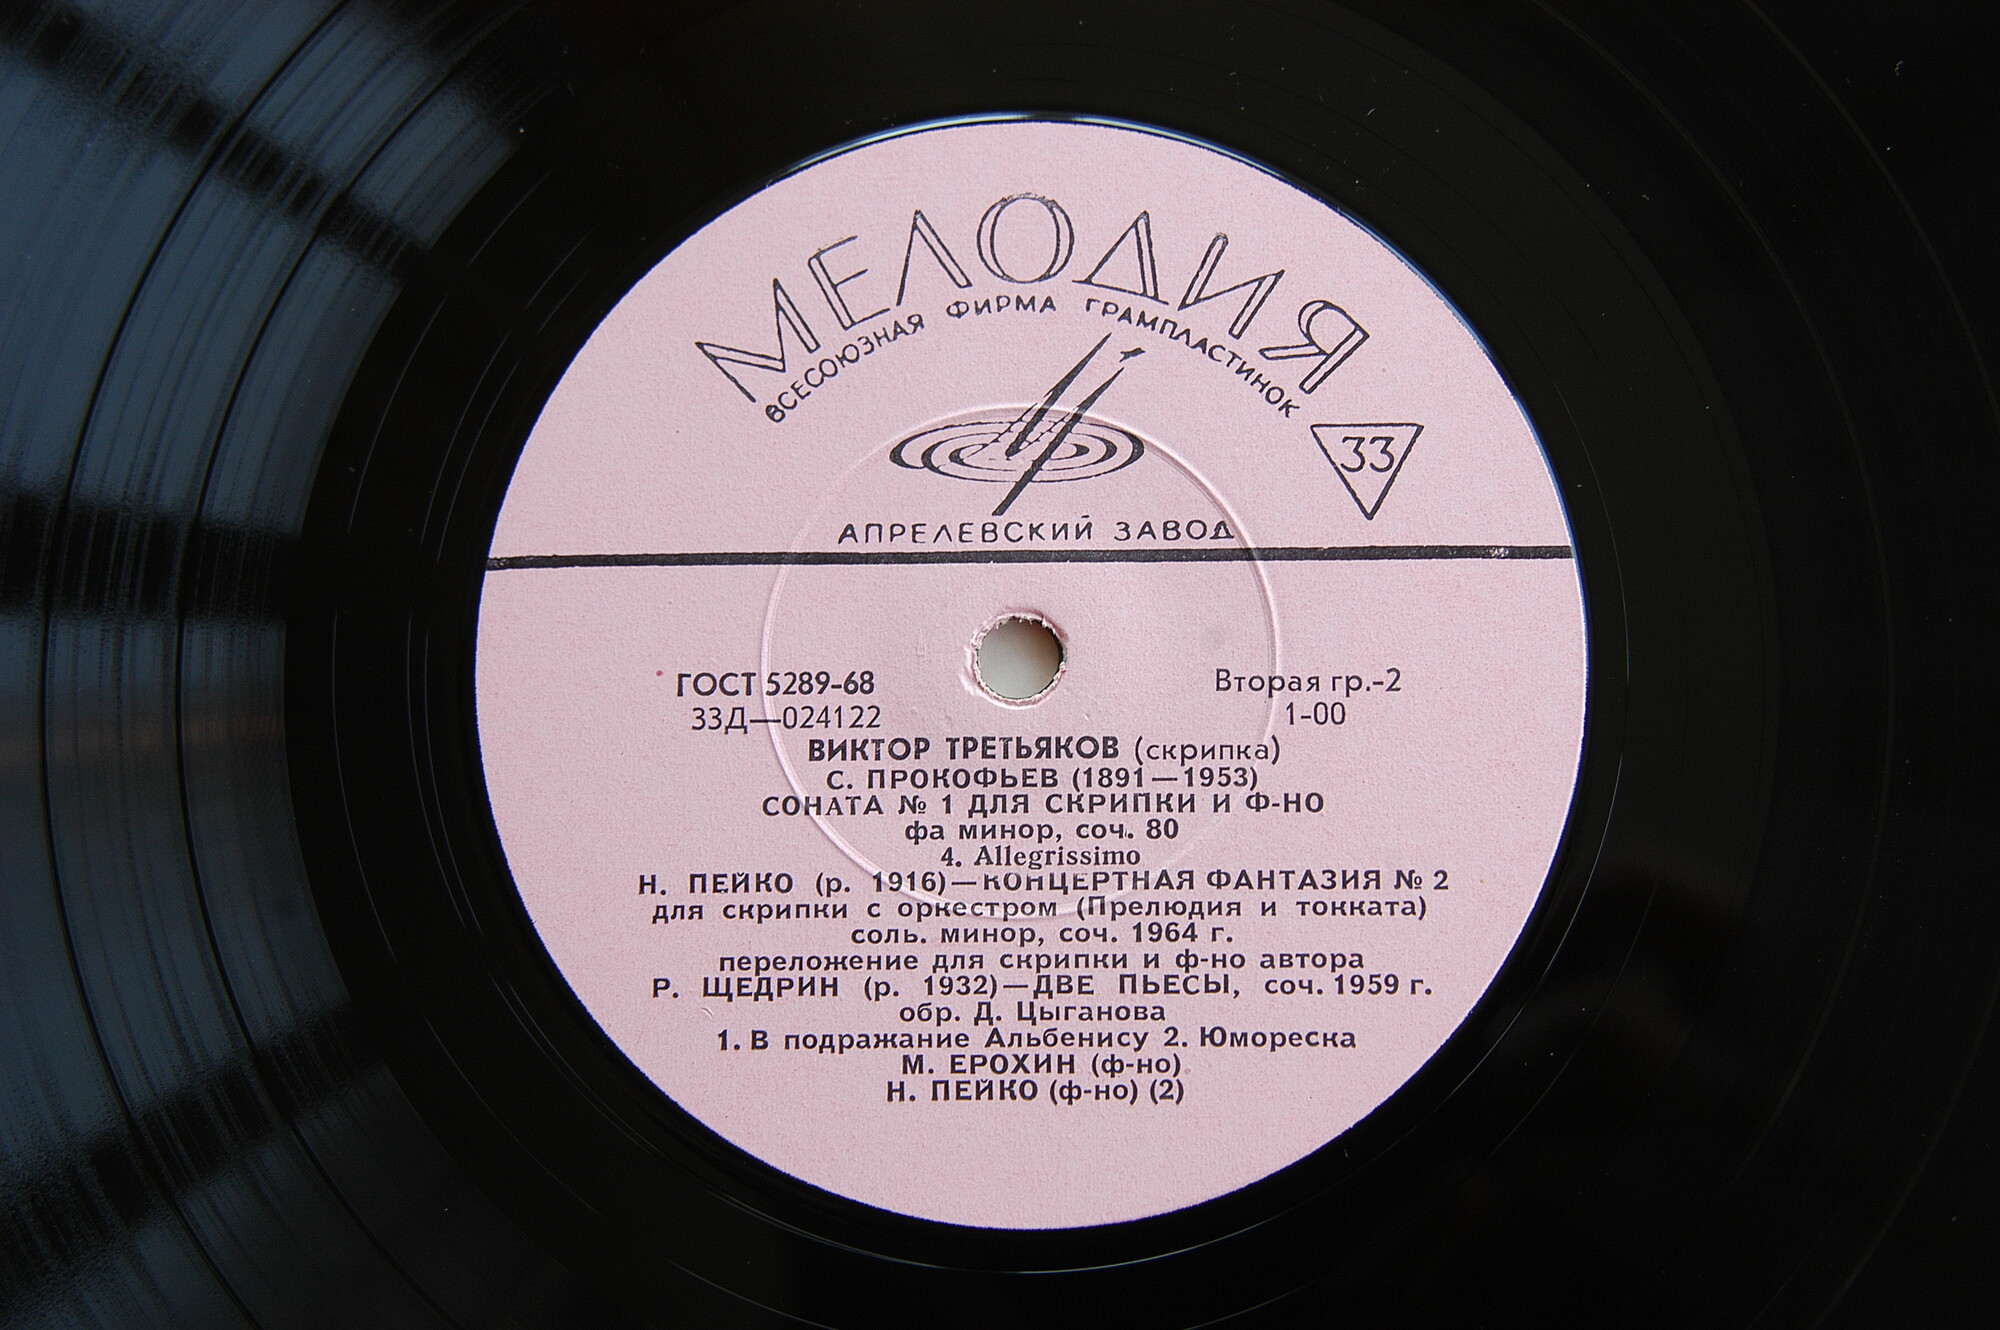 МЕЛОДИЯ
ВСЕСОЮЗНАЯ ФИРМА ГРАМПЛАСТИНОК
33
АПРЕЛЕВСКИЙ ЗАВОД
ГОСТ 5289-68
Вторая гр.-2
33Д—024122
1-00
ВИКТОР ТРЕТЬЯКОВ (скрипка)
С. ПРОКОФЬЕВ (1891—1953)
СОНАТА № 1 ДЛЯ СКРИПКИ И Ф-НО
фа минор, соч. 80
4. Allegrissimo
Н. ПЕЙКО (р. 1916)—КОНЦЕРТНАЯ ФАНТАЗИЯ № 2
для скрипки с оркестром (Прелюдия и токката)
соль. минор, соч. 1964 г.
переложение для скрипки и ф-но автора
Р. ЩЕДРИН (р. 1932)—ДВЕ ПЬЕСЫ, соч. 1959 г.
обр. Д. Цыганова
1. В подражание Альбенису 2. Юмореска
М. ЕРОХИН (ф-но)
Н. ПЕЙКО (ф-но) (2)